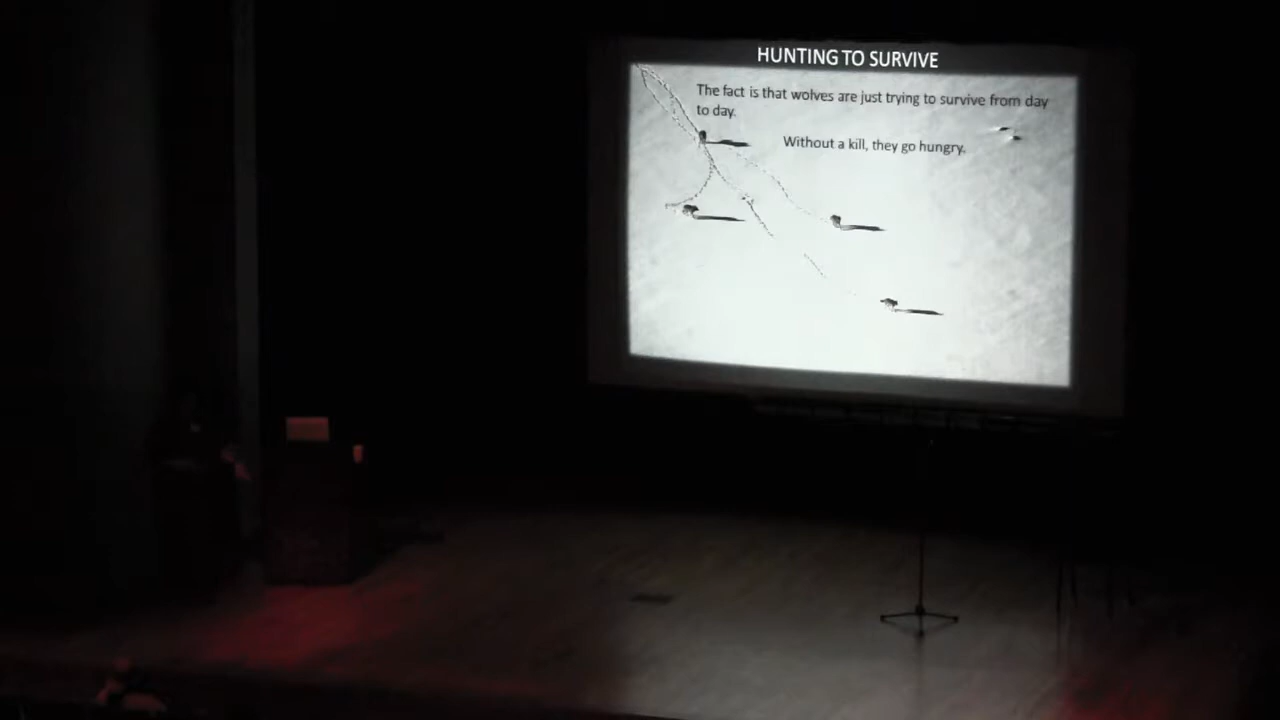 HUNTING TO SURVIVE
The fact is that wolves are just trying to survive from day
to day.
Without a kill, they go hungry.